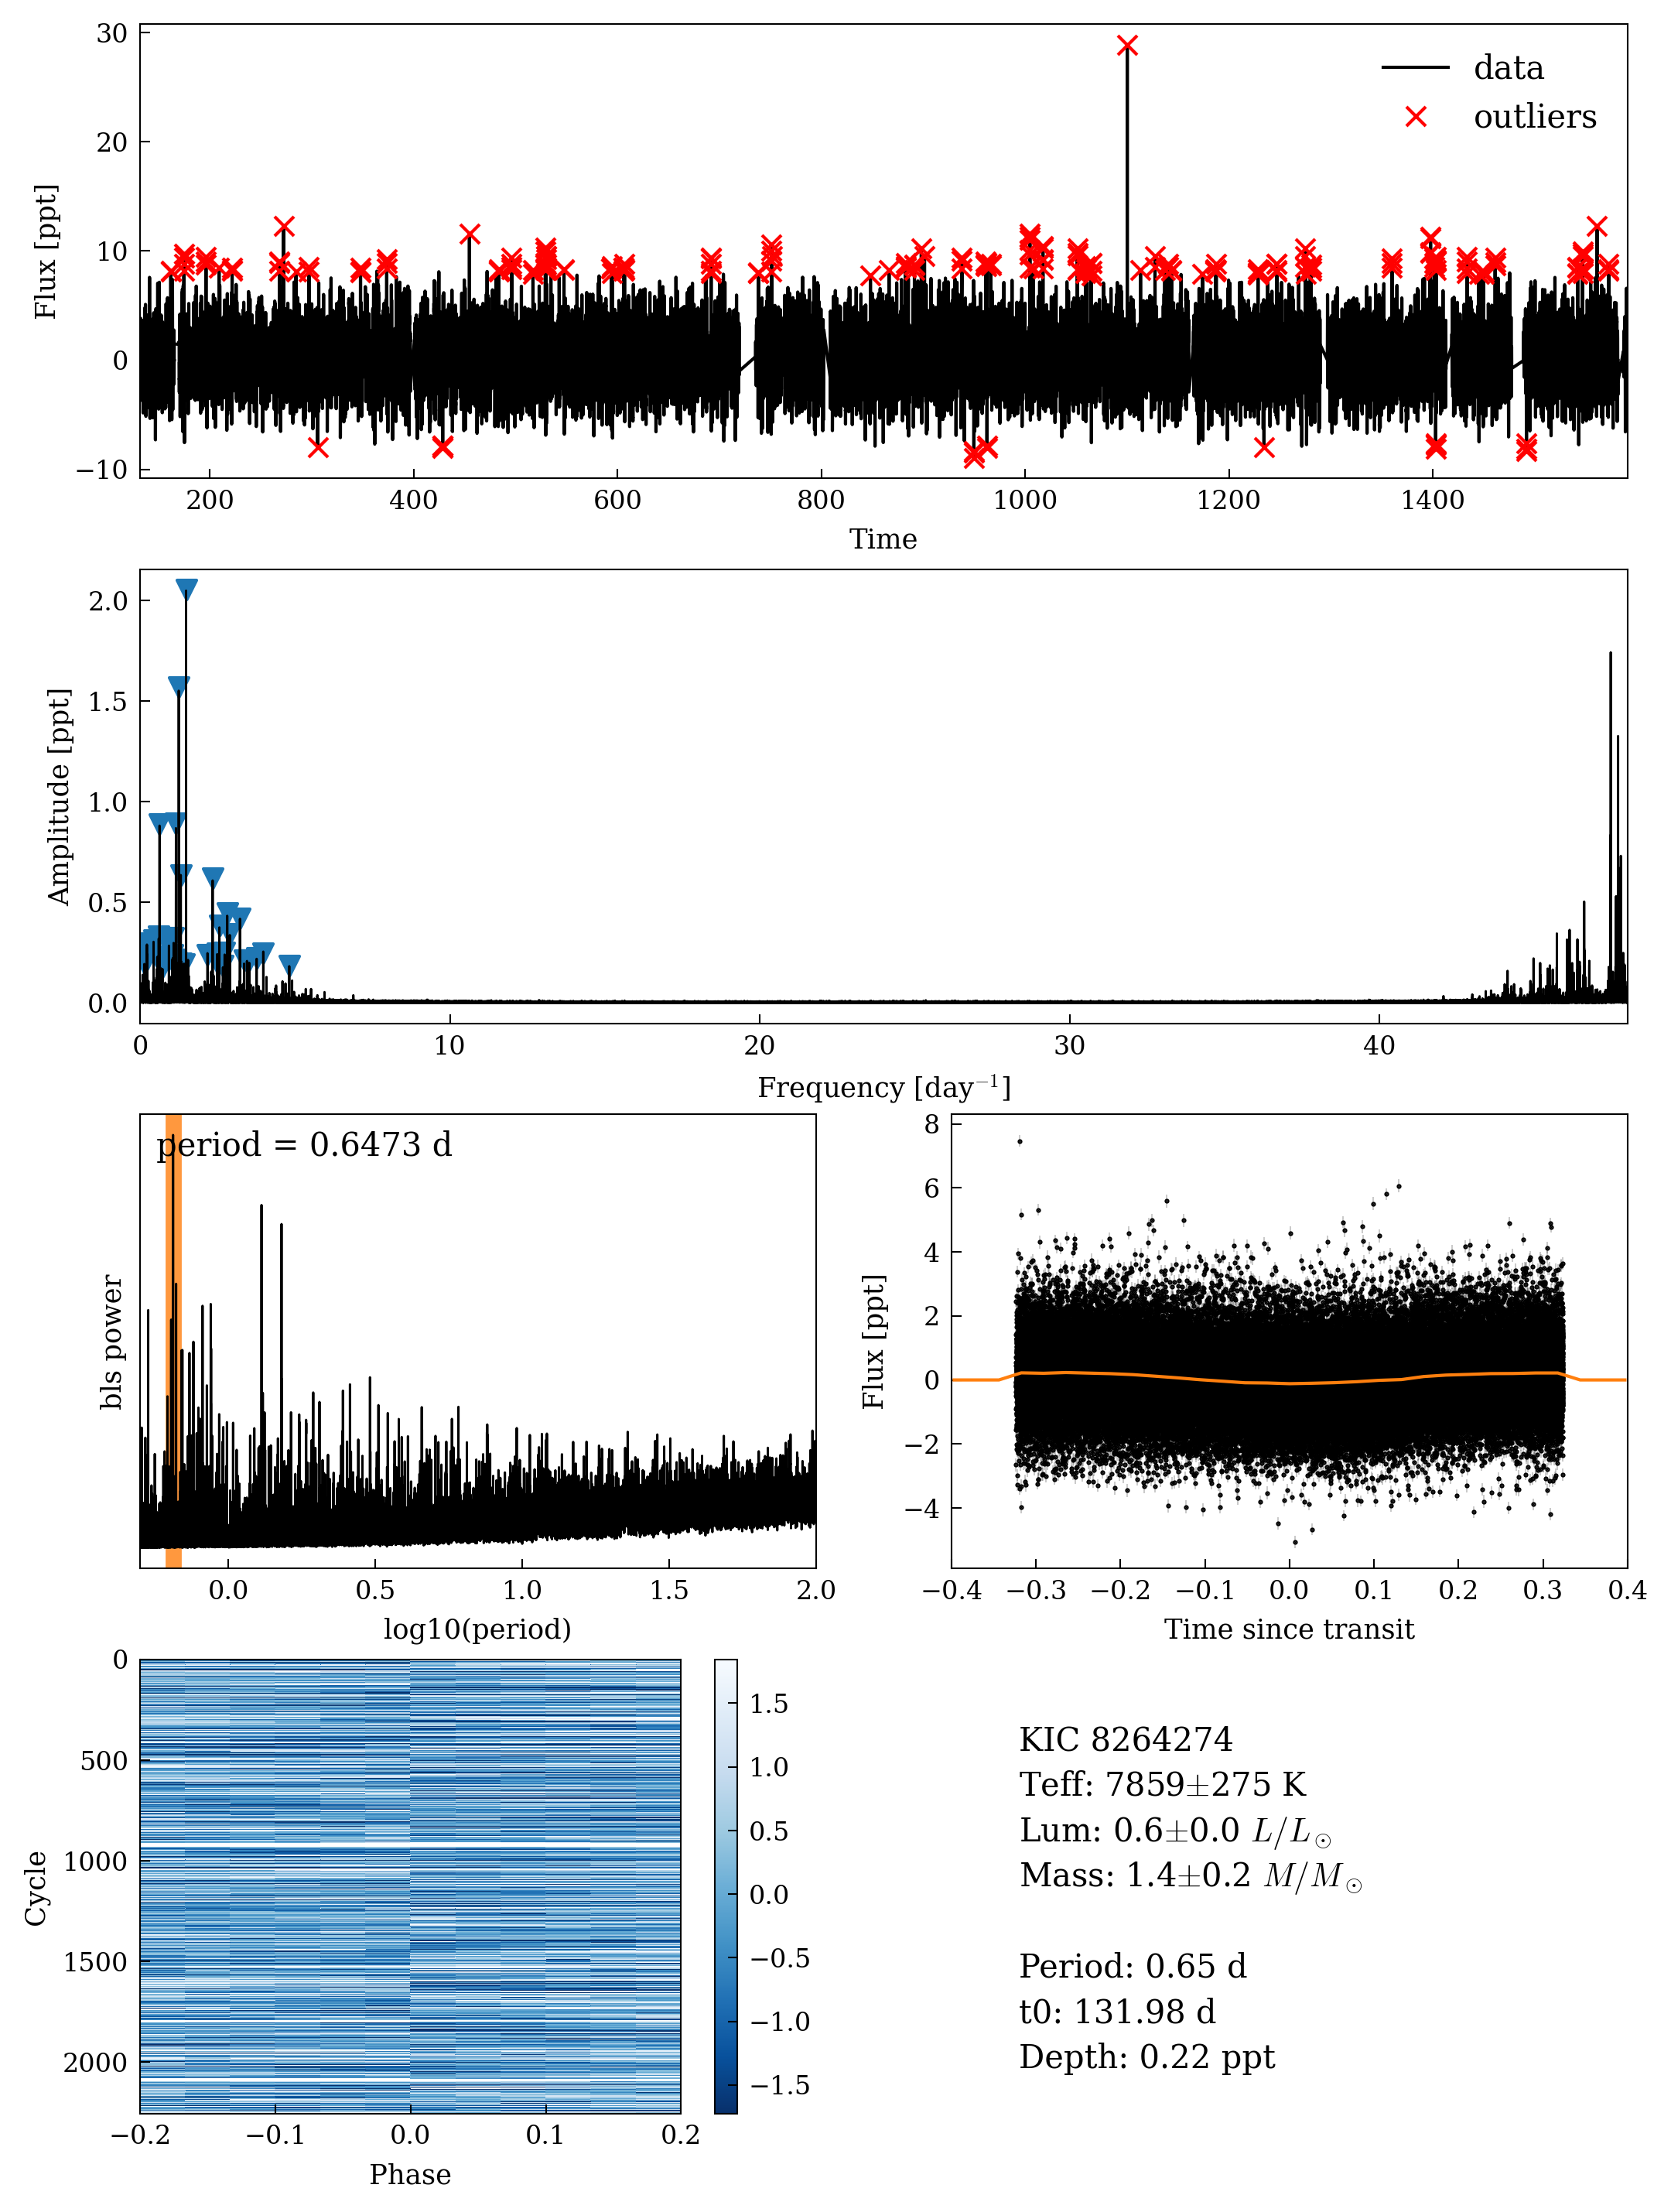 30
20
10
0
−10
Flux [ppt]
data
outliers
200 400 600 800 1000 1200 1400
Time
2.0
1.5
1.0
0.5
0.0
Amplitude [ppt]
0 10 20 30 40
Frequency [day⁻¹]
period = 0.6473 d
bls power
0.0 0.5 1.0 1.5 2.0
log10(period)
8
6
4
2
0
−2
−4
Flux [ppt]
−0.4 −0.3 −0.2 −0.1 0.0 0.1 0.2 0.3 0.4
Time since transit
0
500
1000
1500
2000
Cycle
−0.2 −0.1 0.0 0.1 0.2
Phase
1.5
1.0
0.5
0.0
−0.5
−1.0
−1.5
KIC 8264274
Teff: 7859±275 K
Lum: 0.6±0.0 L/L☉
Mass: 1.4±0.2 M/M☉
Period: 0.65 d
t0: 131.98 d
Depth: 0.22 ppt